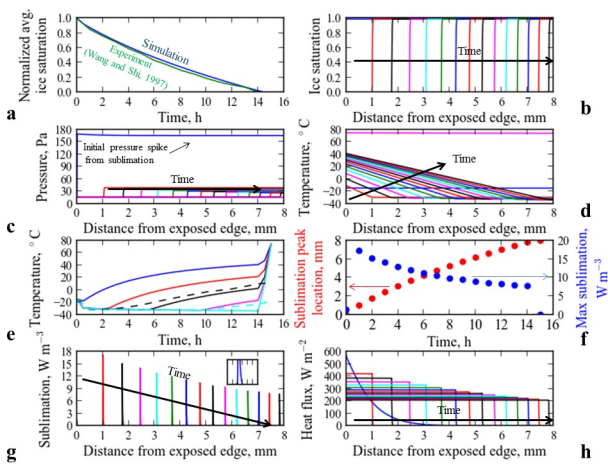 Normalized avg.
ice saturation
1.0
0.8
0.6
0.4
0.2
0.0
Simulation
Experiment
(Wang and Shi, 1997)
0 2 4 6 8 10 12 14 16
Time, h
a
Ice saturation
1.0
0.8
0.6
0.4
0.2
0.0
Time
0 1 2 3 4 5 6 7 8
Distance from exposed edge, mm
b
Pressure, Pa
180
150
120
90
60
30
0
Initial pressure spike
from sublimation
Time
0 1 2 3 4 5 6 7 8
Distance from exposed edge, mm
c
Temperature, °C
80
60
40
20
0
−20
−40
Time
0 1 2 3 4 5 6 7 8
Distance from exposed edge, mm
d
Temperature, °C
80
60
40
20
0
−20
−40
0 2 4 6 8 10 12 14 16
Time, h
e
Sublimation peak
location, mm
8
6
4
2
0
0 2 4 6 8 10 12 14 16
Time, h
20
15
10
5
0
Max sublimation,
W m−3
f
Sublimation, W m−3
18
15
12
9
6
3
0
Time
0 1 2 3 4 5 6 7 8
Distance from exposed edge, mm
g
Heat flux, W m−2
600
500
400
300
200
100
0
Time
0 1 2 3 4 5 6 7 8
Distance from exposed edge, mm
h